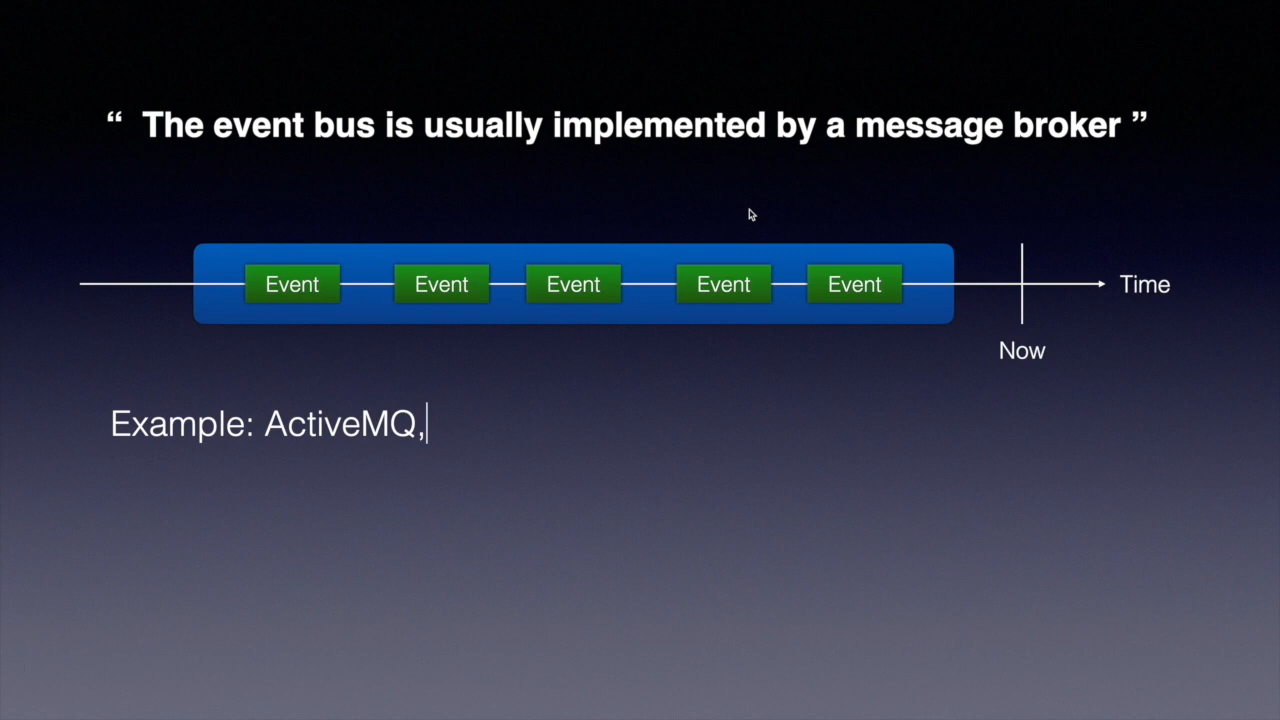 “ The event bus is usually implemented by a message broker ”
Event Event Event Event Event Time
Now
Example: ActiveMQ,